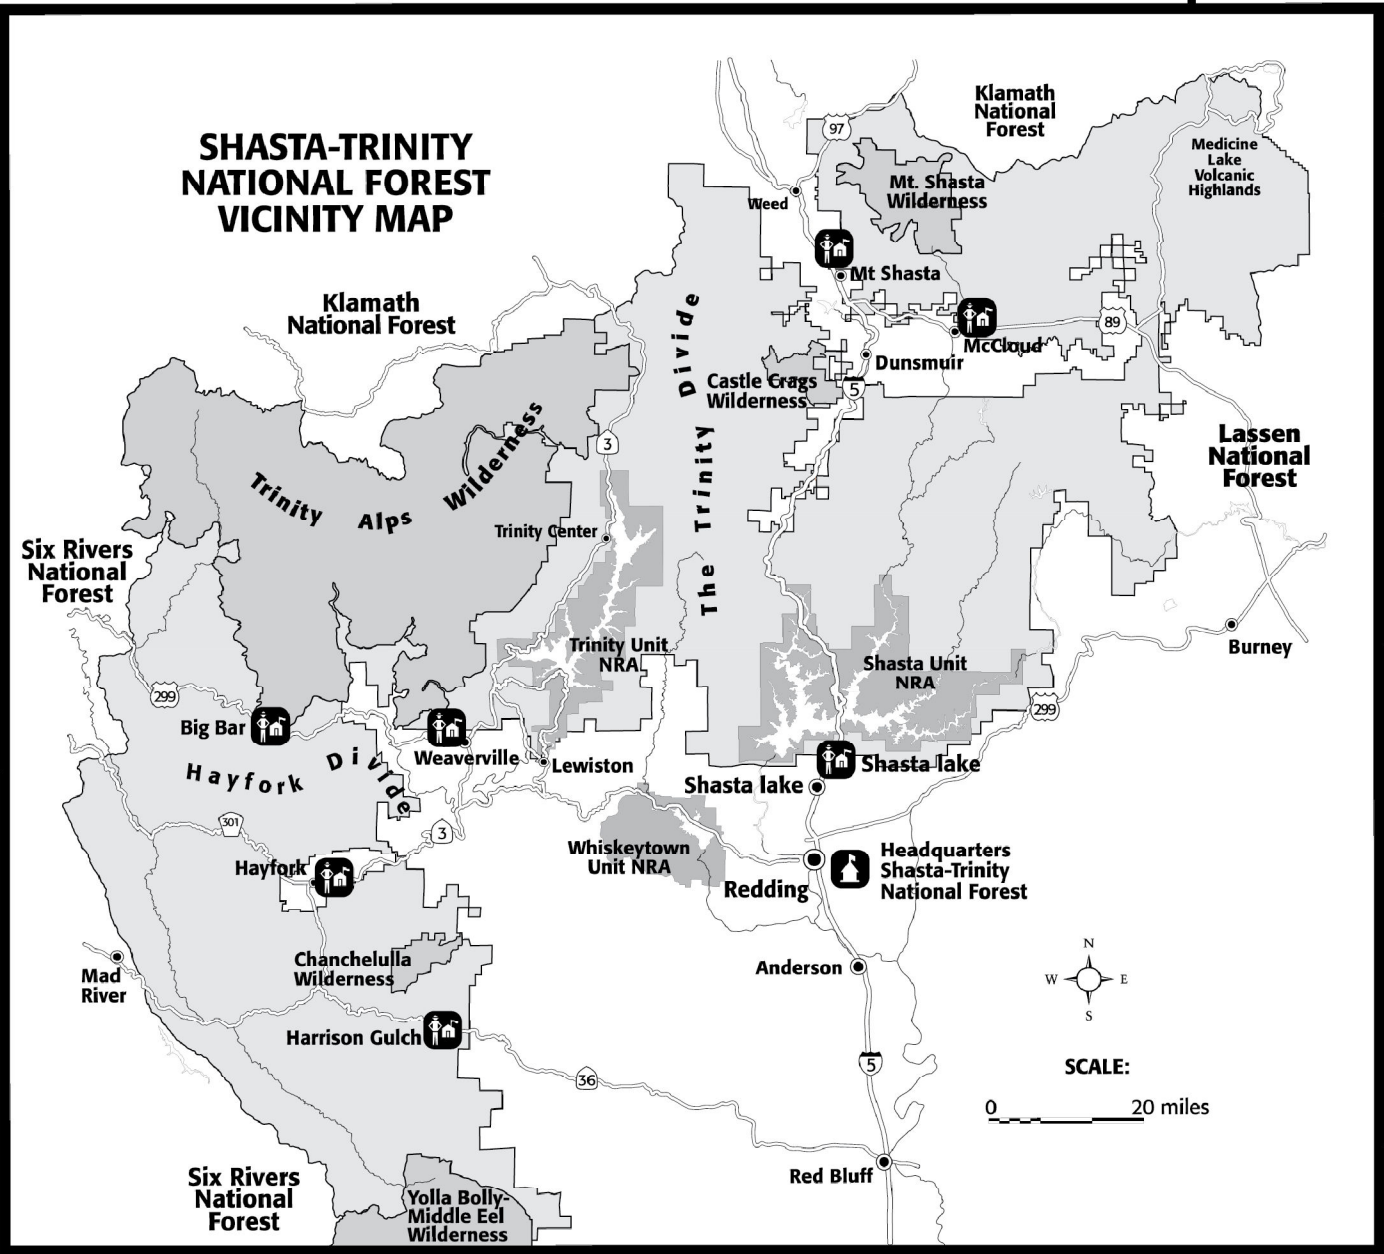 SHASTA-TRINITY
NATIONAL FOREST
VICINITY MAP
Klamath
National
Forest
97
Medicine
Lake
Volcanic
Highlands
Mt. Shasta
Wilderness
Weed
Mt Shasta
Klamath
National Forest
The Trinity Divide
89
McCloud
Dunsmuir
Castle Crags
Wilderness
5
3
Lassen
National
Forest
Trinity Alps Wilderness
Trinity Center
Six Rivers
National
Forest
Trinity Unit
NRA
Shasta Unit
NRA
Burney
299
299
Big Bar
Weaverville
Lewiston
Hayfork Divide
Shasta lake
Shasta lake
301
3
Whiskeytown
Unit NRA
Hayfork
Redding
Headquarters
Shasta-Trinity
National Forest
Chanchelulla
Wilderness
Mad
River
Anderson
N
W E
S
Harrison Gulch
36
5
SCALE:
0 20 miles
Red Bluff
Six Rivers
National
Forest
Yolla Bolly-
Middle Eel
Wilderness